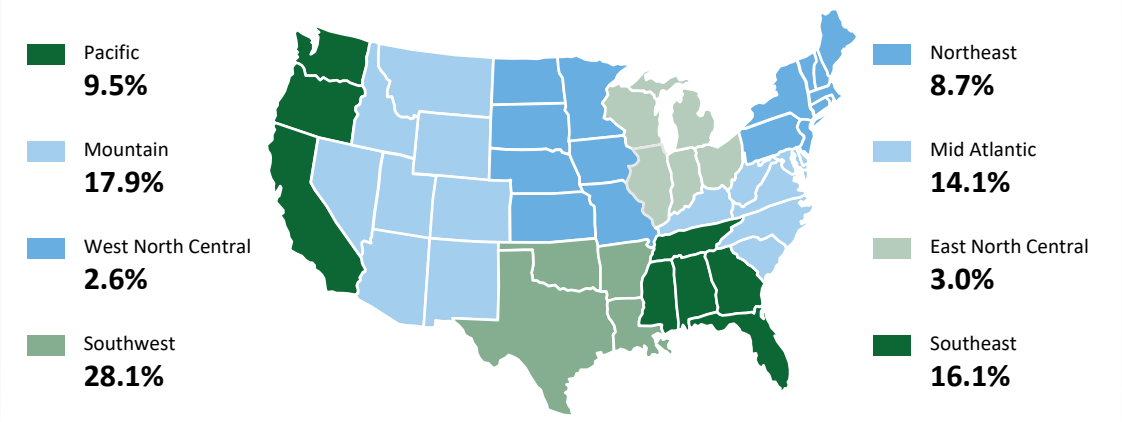 Pacific
9.5%
Mountain
17.9%
West North Central
2.6%
Southwest
28.1%
Northeast
8.7%
Mid Atlantic
14.1%
East North Central
3.0%
Southeast
16.1%